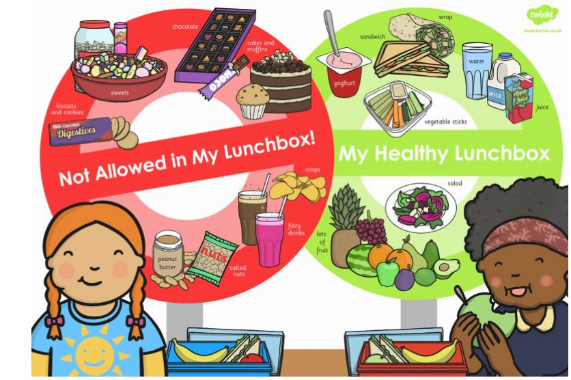 twinkl
www.twinkl.co.uk
chocolate
cakes and
muffins
sweets
biscuits
and cookies
Digestives
Not Allowed in My Lunchbox!
crisps
fizzy
drinks
peanut
butter
nuts
salted
nuts
wrap
sandwich
water
yoghurt
MILK
Apple
Juice
juice
vegetable sticks
My Healthy Lunchbox
salad
lots
of
fruit